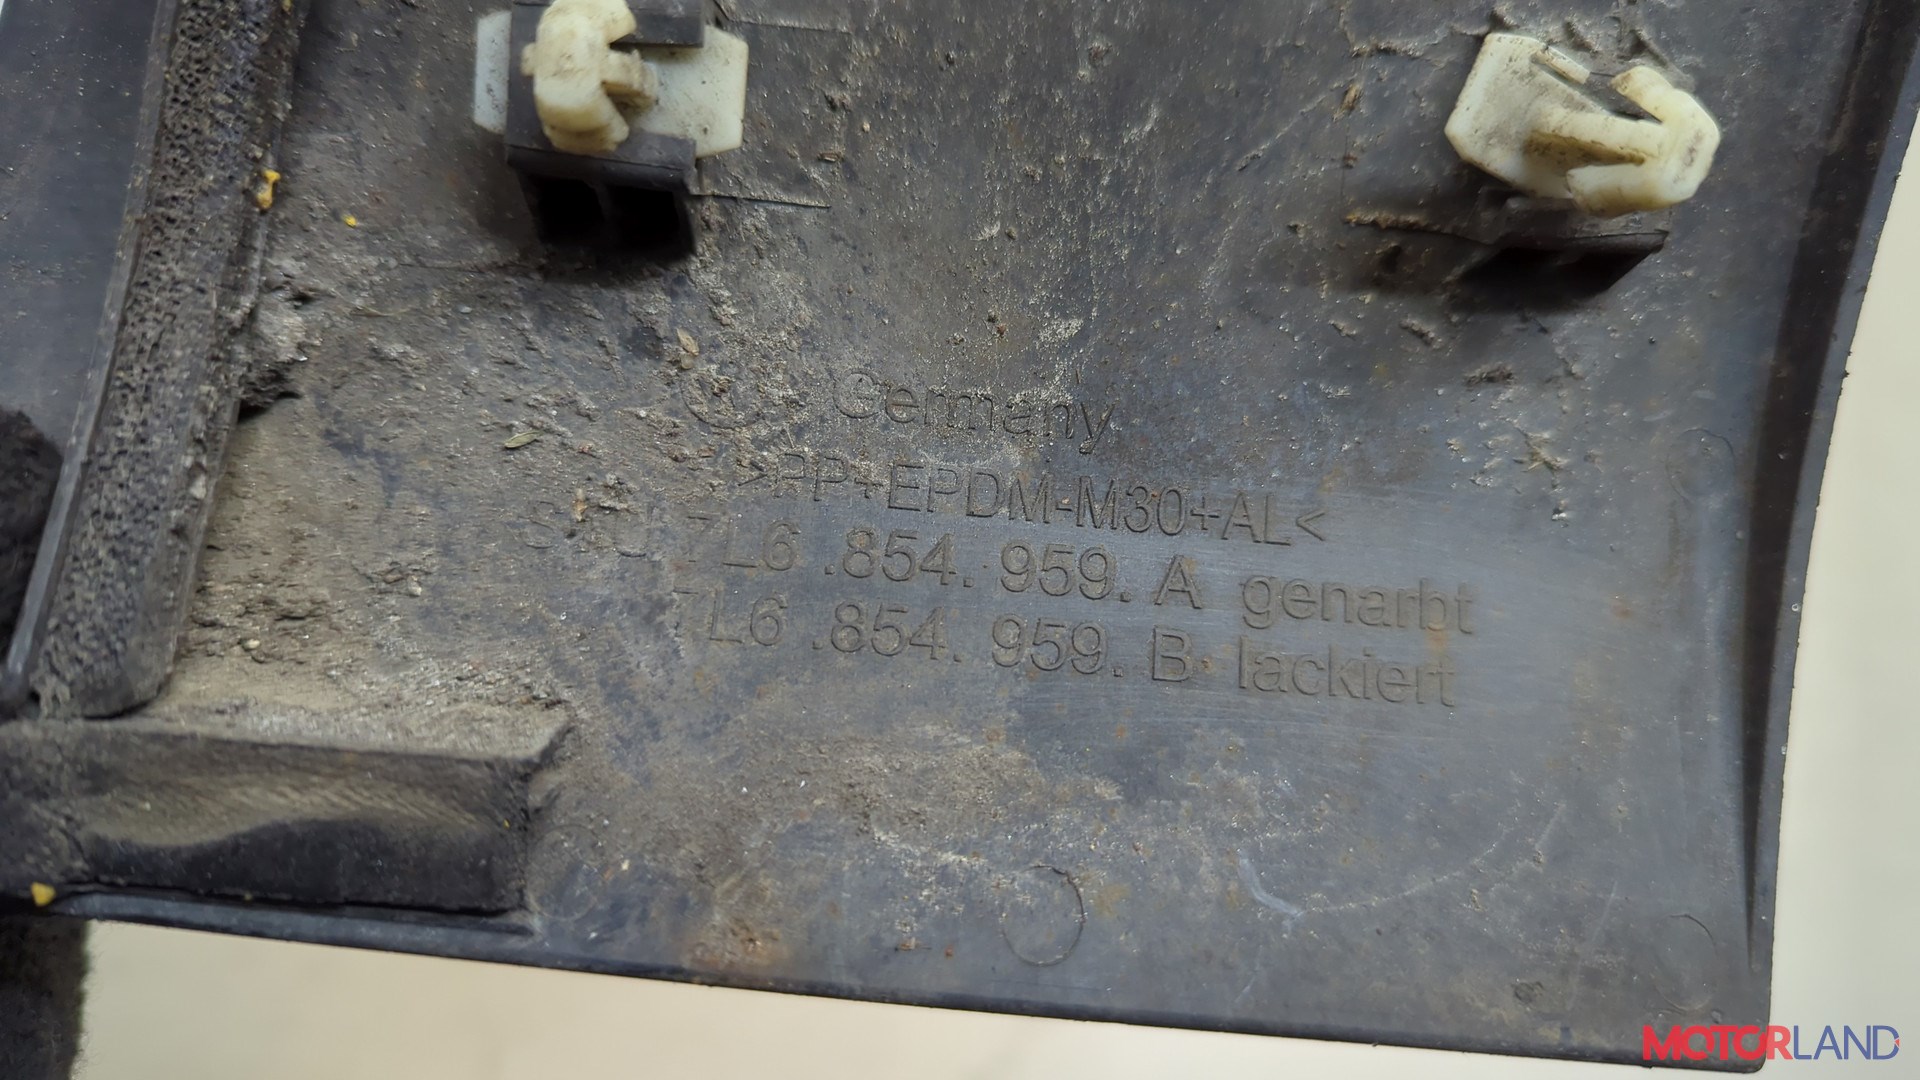 Germany
>PP+EPDM-M30+AL<
7L6 .854. 959. A genarbt
7L6 .854. 959. B lackiert
MOTORLAND